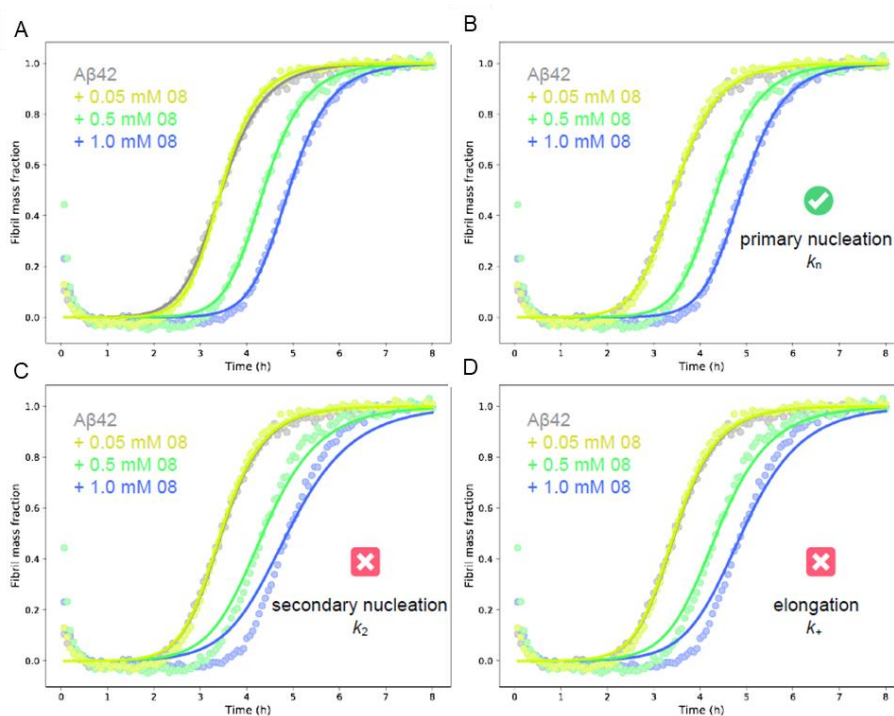 A
Aβ42
+ 0.05 mM 08
+ 0.5 mM 08
+ 1.0 mM 08
Fibril mass fraction
1.0
0.8
0.6
0.4
0.2
0.0
0 1 2 3 4 5 6 7 8
Time (h)
B
Aβ42
+ 0.05 mM 08
+ 0.5 mM 08
+ 1.0 mM 08
primary nucleation
kn
Fibril mass fraction
1.0
0.8
0.6
0.4
0.2
0.0
0 1 2 3 4 5 6 7 8
Time (h)
C
Aβ42
+ 0.05 mM 08
+ 0.5 mM 08
+ 1.0 mM 08
secondary nucleation
k2
Fibril mass fraction
1.0
0.8
0.6
0.4
0.2
0.0
0 1 2 3 4 5 6 7 8
Time (h)
D
Aβ42
+ 0.05 mM 08
+ 0.5 mM 08
+ 1.0 mM 08
elongation
k+
Fibril mass fraction
1.0
0.8
0.6
0.4
0.2
0.0
0 1 2 3 4 5 6 7 8
Time (h)